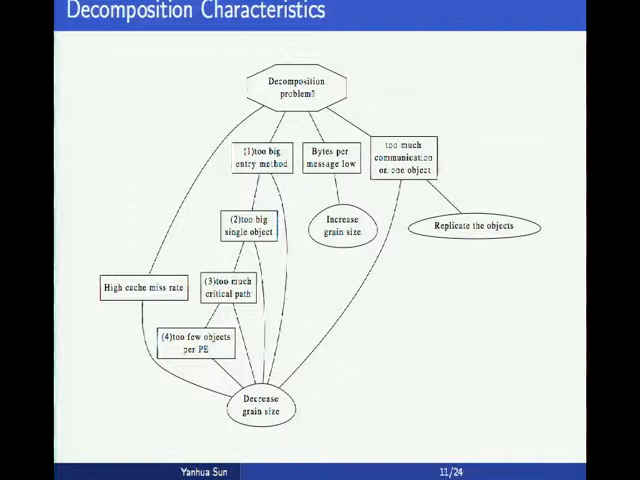 Decomposition Characteristics
Decomposition
problem?
(1)too big
entry method
Bytes per
message low
too much
communication
on one object
(2)too big
single object
Increase
grain size
Replicate the objects
High cache miss rate
(3)too much
critical path
(4)too few objects
per PE
Decrease
grain size
Yanhua Sun
11/24